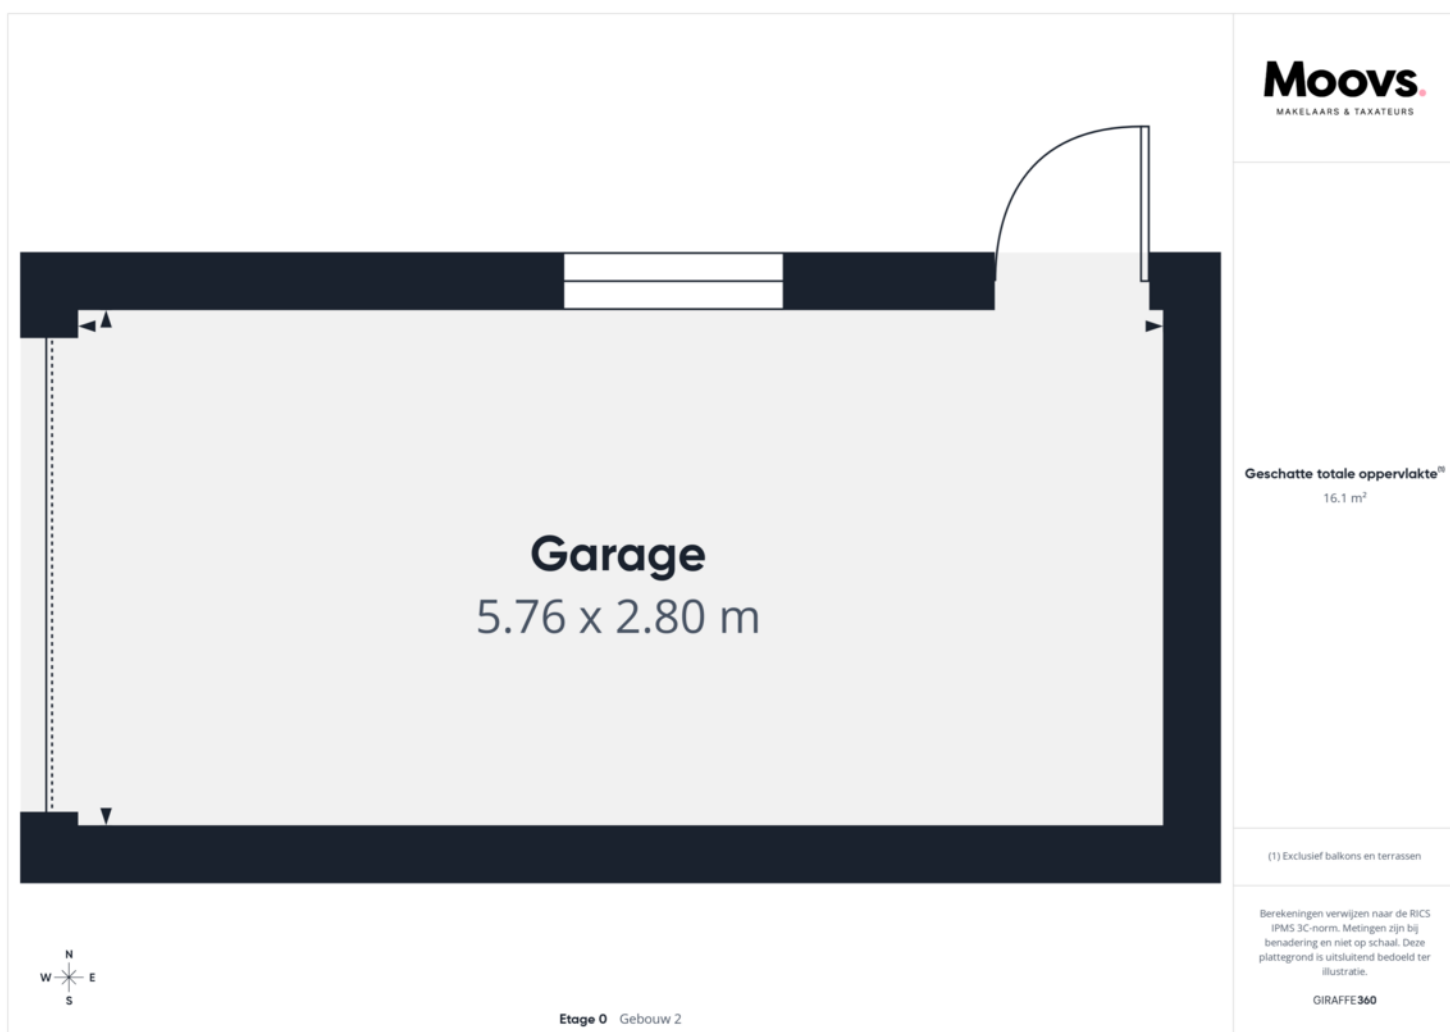 Moovs.
MAKELAARS & TAXATEURS
Garage
5.76 x 2.80 m
Geschatte totale oppervlakte⁽¹⁾
16.1 m²
(1) Exclusief balkons en terrassen
Berekeningen verwijzen naar de RICS
IPMS 3C-norm. Metingen zijn bij
benadering en niet op schaal. Deze
plattegrond is uitsluitend bedoeld ter
illustratie.
GIRAFFE360
N
W E
S
Etage 0 Gebouw 2